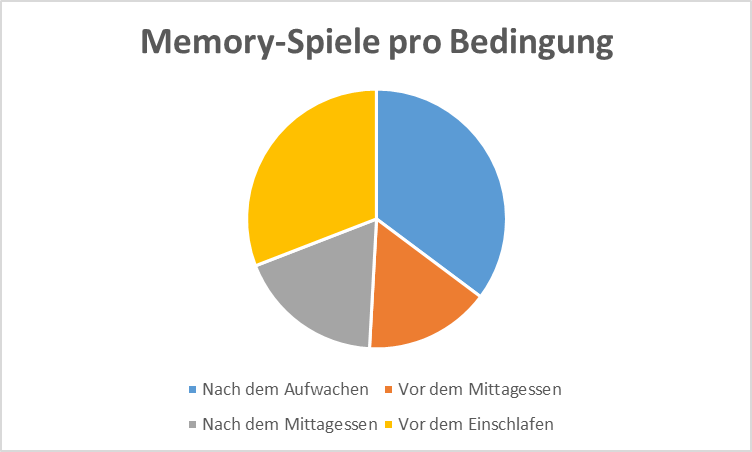 Memory-Spiele pro Bedingung
Nach dem Aufwachen Vor dem Mittagessen
Nach dem Mittagessen Vor dem Einschlafen